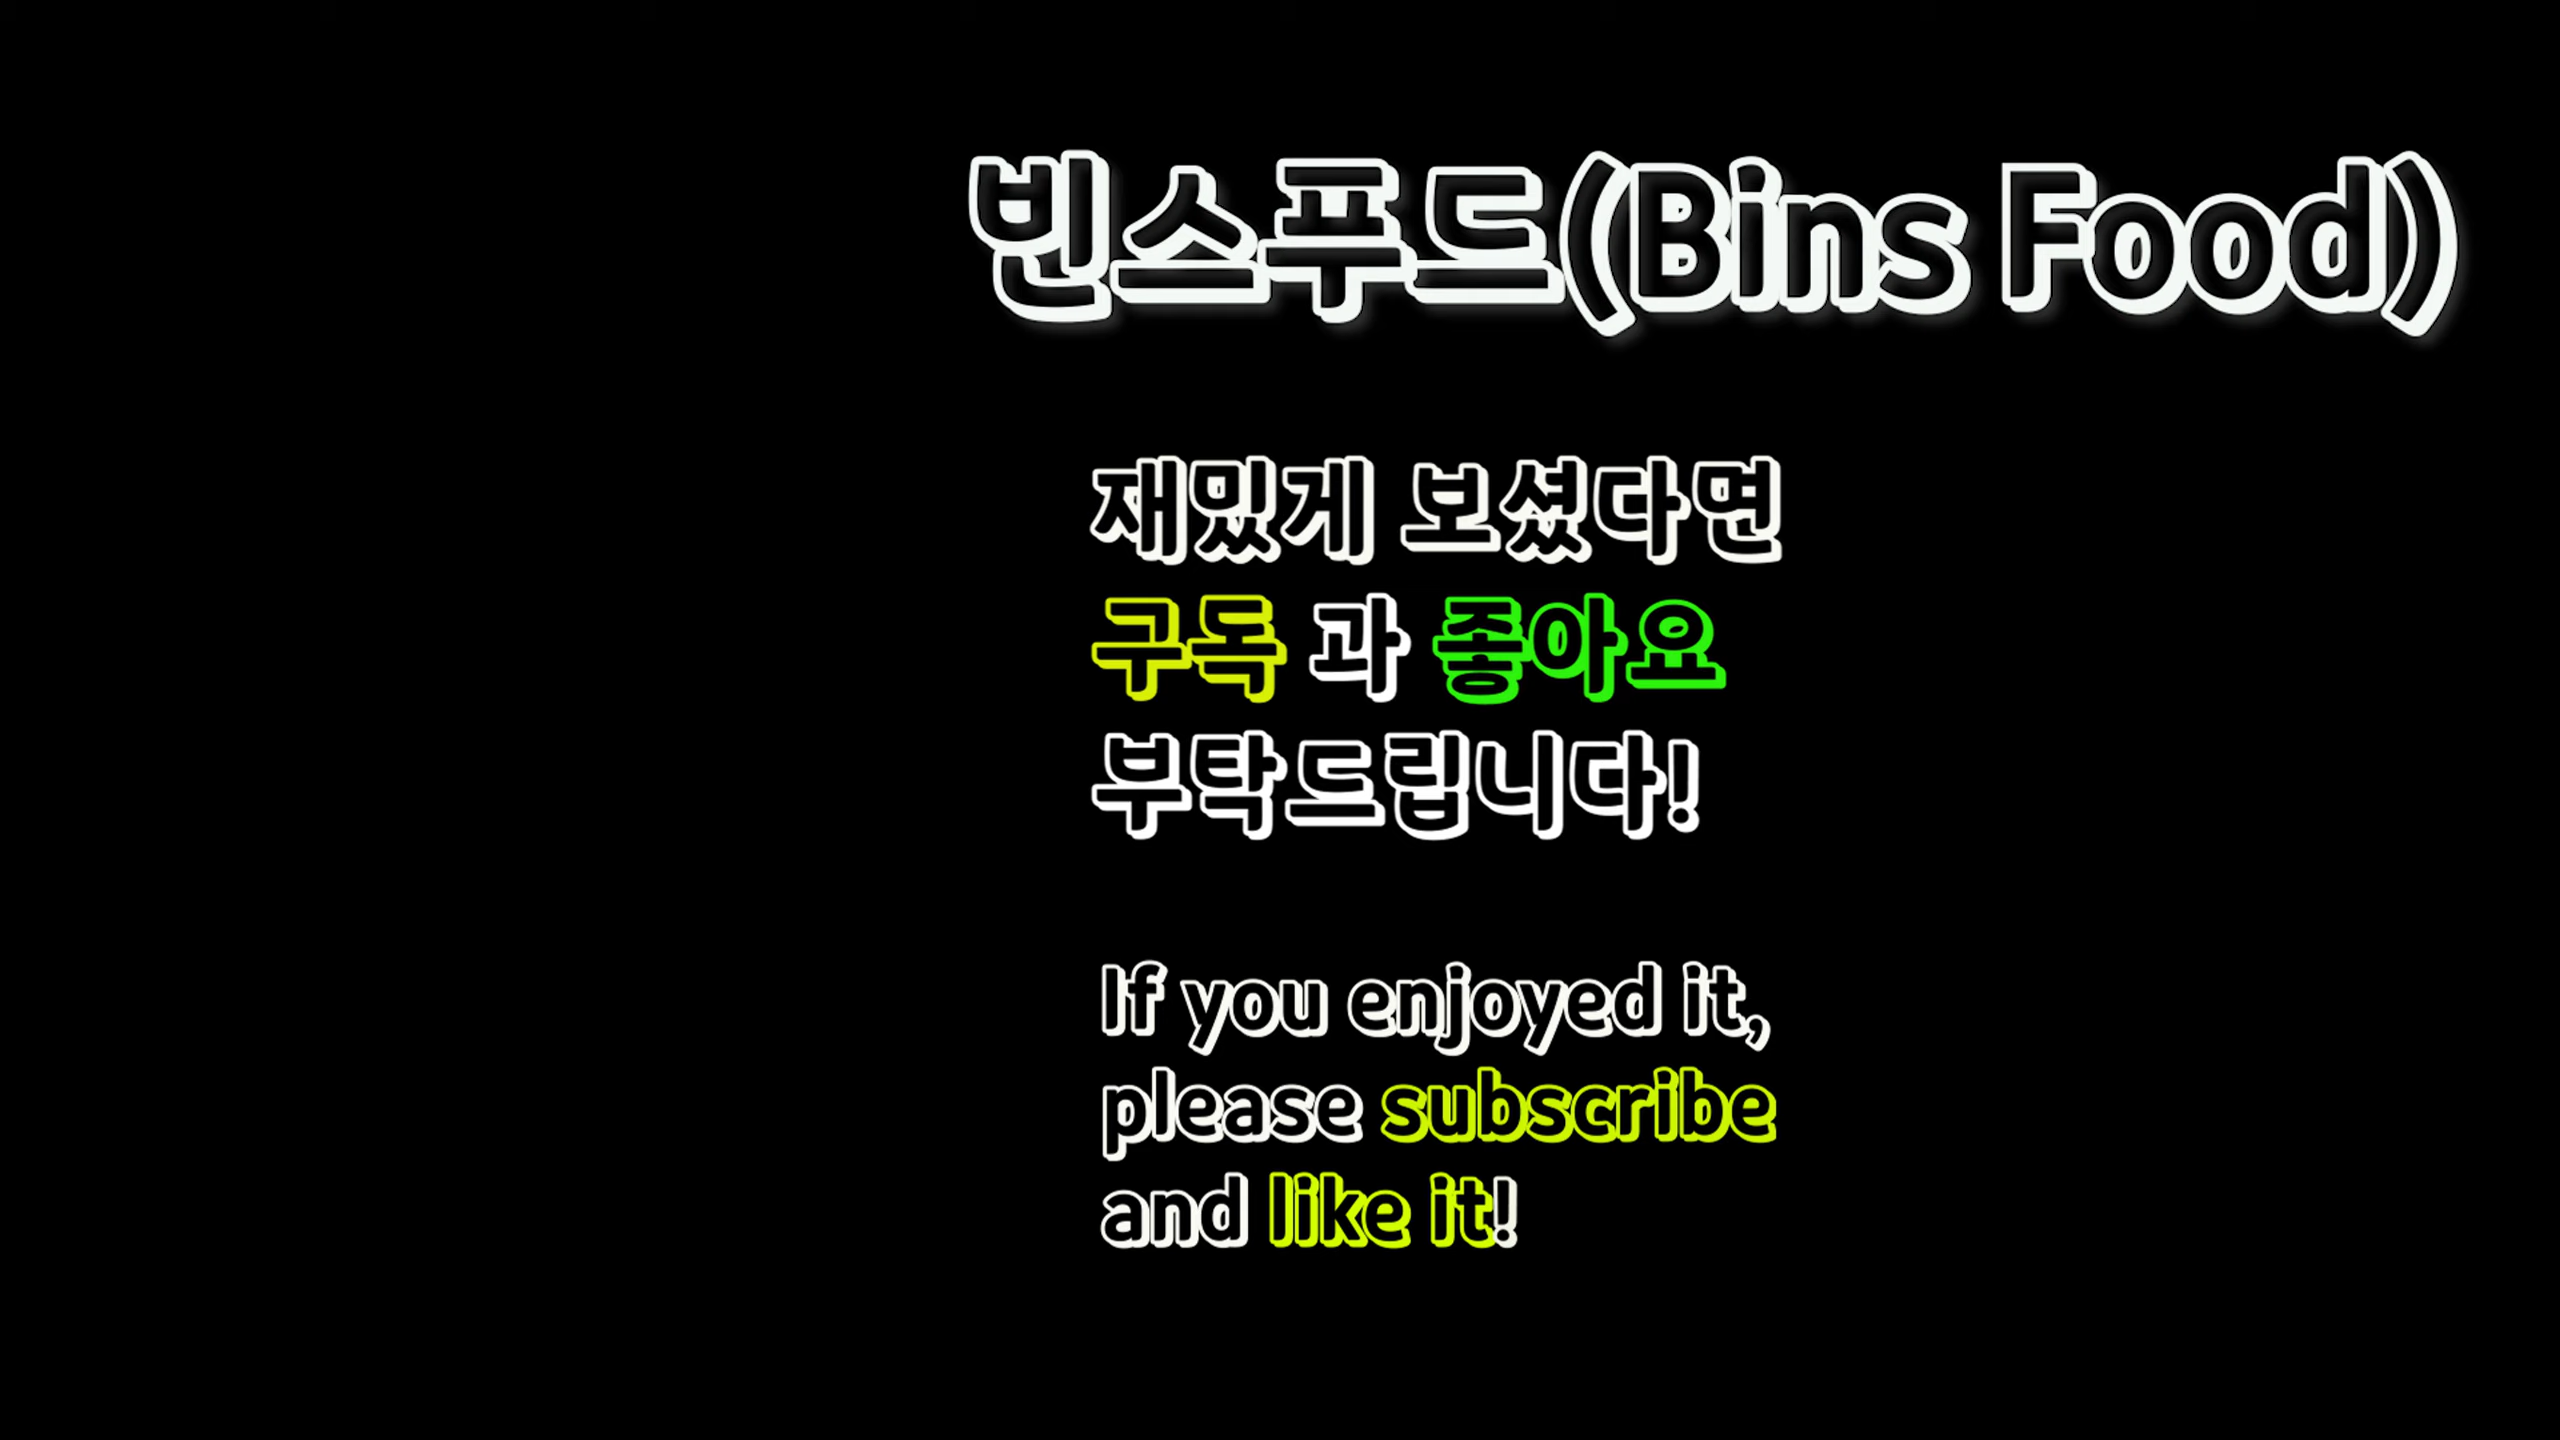 빈스푸드(Bins Food)
재밌게 보셨다면
구독 과 좋아요
부탁드립니다!
If you enjoyed it,
please subscribe
and like it!